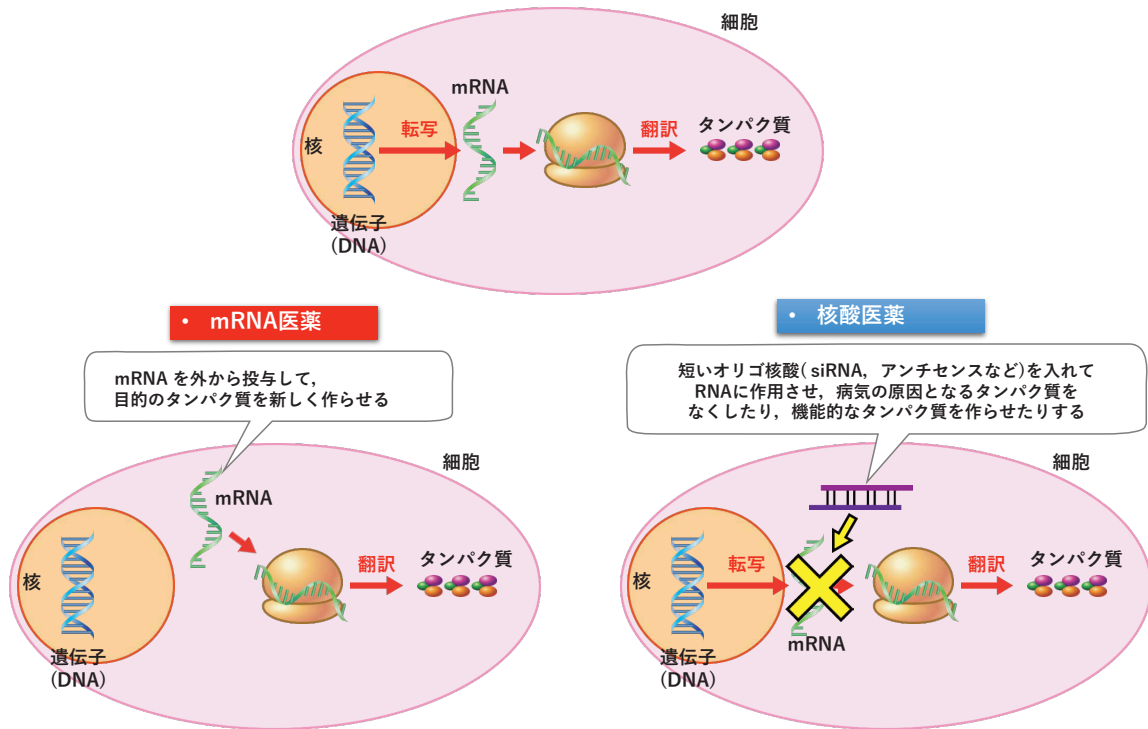 細胞
mRNA
転写
翻訳
タンパク質
核
遺伝子
(DNA)
• mRNA医薬
mRNA を外から投与して,
目的のタンパク質を新しく作らせる
細胞
mRNA
翻訳
タンパク質
核
遺伝子
(DNA)
• 核酸医薬
短いオリゴ核酸( siRNA, アンチセンスなど)を入れて
RNAに作用させ, 病気の原因となるタンパク質を
なくしたり, 機能的なタンパク質を作らせたりする
細胞
転写
翻訳
タンパク質
核
mRNA
遺伝子
(DNA)